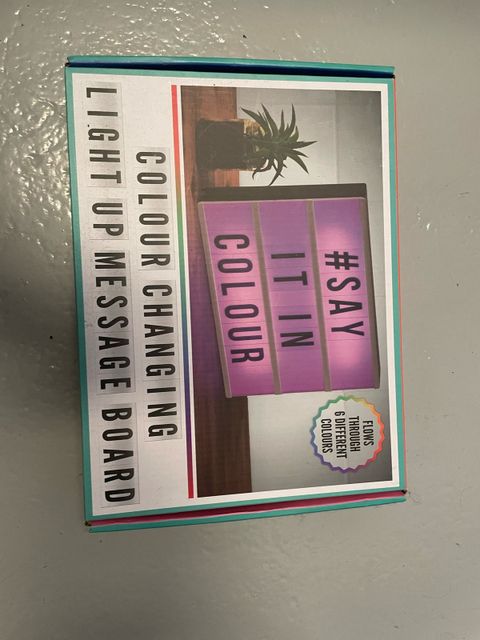 #SAY
IT IN
COLOUR
FLOWS
THROUGH
6 DIFFERENT
COLOURS
COLOUR CHANGING
LIGHT UP MESSAGE BOARD